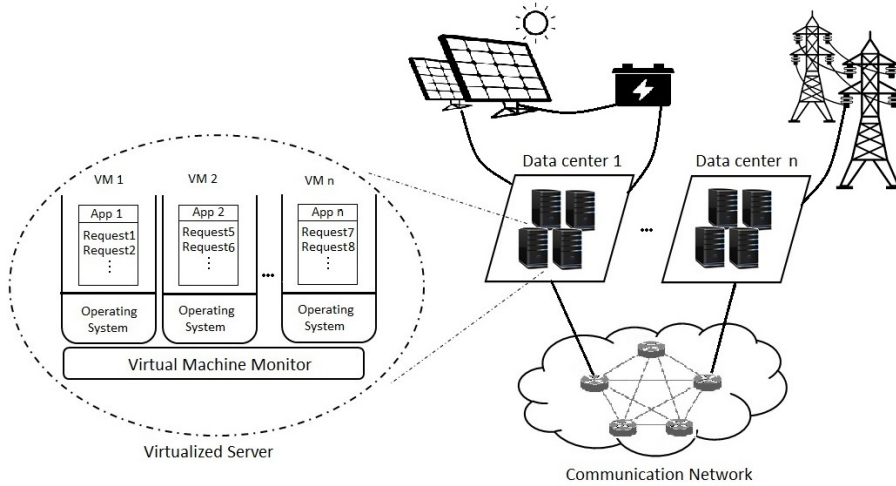 Data center 1
Data center n
VM 1
VM 2
VM n
App 1
App 2
App n
Request1
Request2
⋮
Request5
Request6
⋮
Request7
Request8
⋮
...
...
Operating
System
Operating
System
Operating
System
Virtual Machine Monitor
Virtualized Server
Communication Network